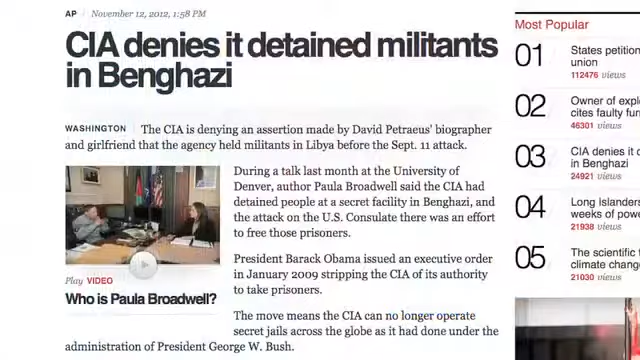 AP / November 12, 2012, 1:58 PM
CIA denies it detained militants
in Benghazi
WASHINGTON | The CIA is denying an assertion made by David Petraeus' biographer
and girlfriend that the agency held militants in Libya before the Sept. 11 attack.
During a talk last month at the University of
Denver, author Paula Broadwell said the CIA had
detained people at a secret facility in Benghazi, and
the attack on the U.S. Consulate there was an effort
to free those prisoners.
President Barack Obama issued an executive order
in January 2009 stripping the CIA of its authority
to take prisoners.
The move means the CIA can no longer operate
secret jails across the globe as it had done under the
administration of President George W. Bush.
Play VIDEO
Who is Paula Broadwell?
Most Popular
01
States petition
union
112476 views
02
Owner of expl
cites faulty fur
46301 views
03
CIA denies it d
in Benghazi
24921 views
04
Long Islanders
weeks of powe
21938 views
05
The scientific t
climate chang
21030 views